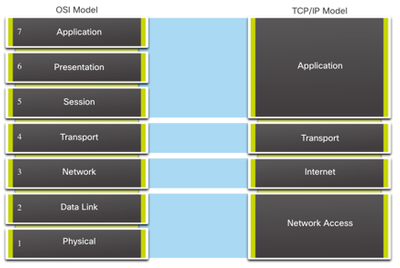 OSI Model
TCP/IP Model
7 Application
6 Presentation
5 Session
4 Transport
3 Network
2 Data Link
1 Physical
Application
Transport
Internet
Network Access